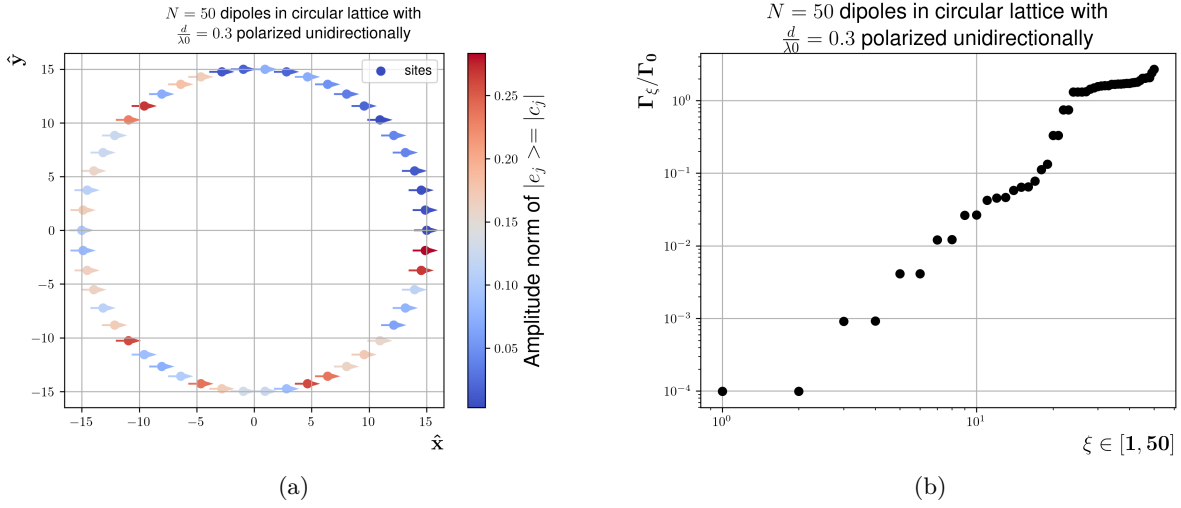 N = 50 dipoles in circular lattice with
d/λ0 = 0.3 polarized unidirectionally
ŷ
15
10
5
0
−5
−10
−15
−15 −10 −5 0 5 10 15
x̂
sites
0.25
0.20
0.15
0.10
0.05
Amplitude norm of |e_j >= |c_j|
(a)
N = 50 dipoles in circular lattice with
d/λ0 = 0.3 polarized unidirectionally
Γ_ξ/Γ_0
10^0
10^−1
10^−2
10^−3
10^−4
10^0 10^1
ξ ∈ [1, 50]
(b)